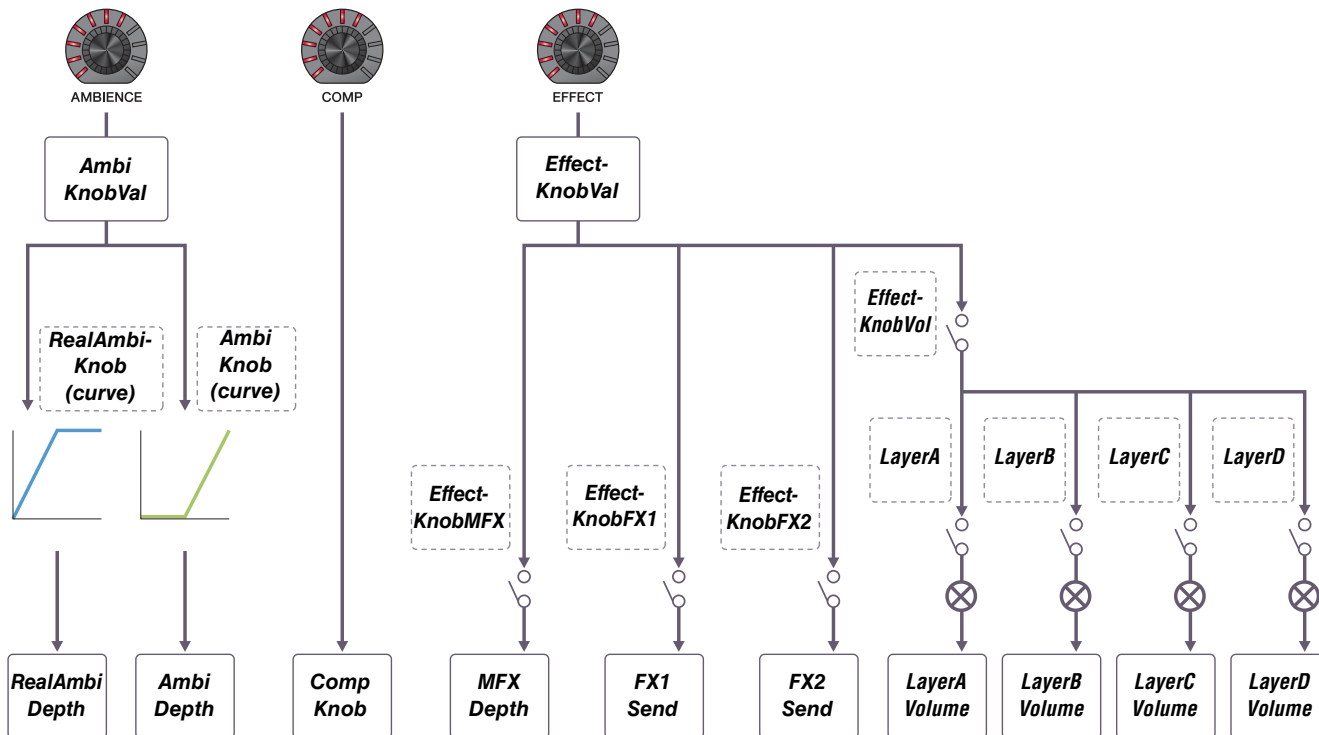 AMBIENCE
COMP
EFFECT
Ambi
KnobVal
Effect-
KnobVal
Effect-
KnobVol
RealAmbi-
Knob
(curve)
Ambi
Knob
(curve)
LayerA
LayerB
LayerC
LayerD
Effect-
KnobMFX
Effect-
KnobFX1
Effect-
KnobFX2
RealAmbi
Depth
Ambi
Depth
Comp
Knob
MFX
Depth
FX1
Send
FX2
Send
LayerA
Volume
LayerB
Volume
LayerC
Volume
LayerD
Volume